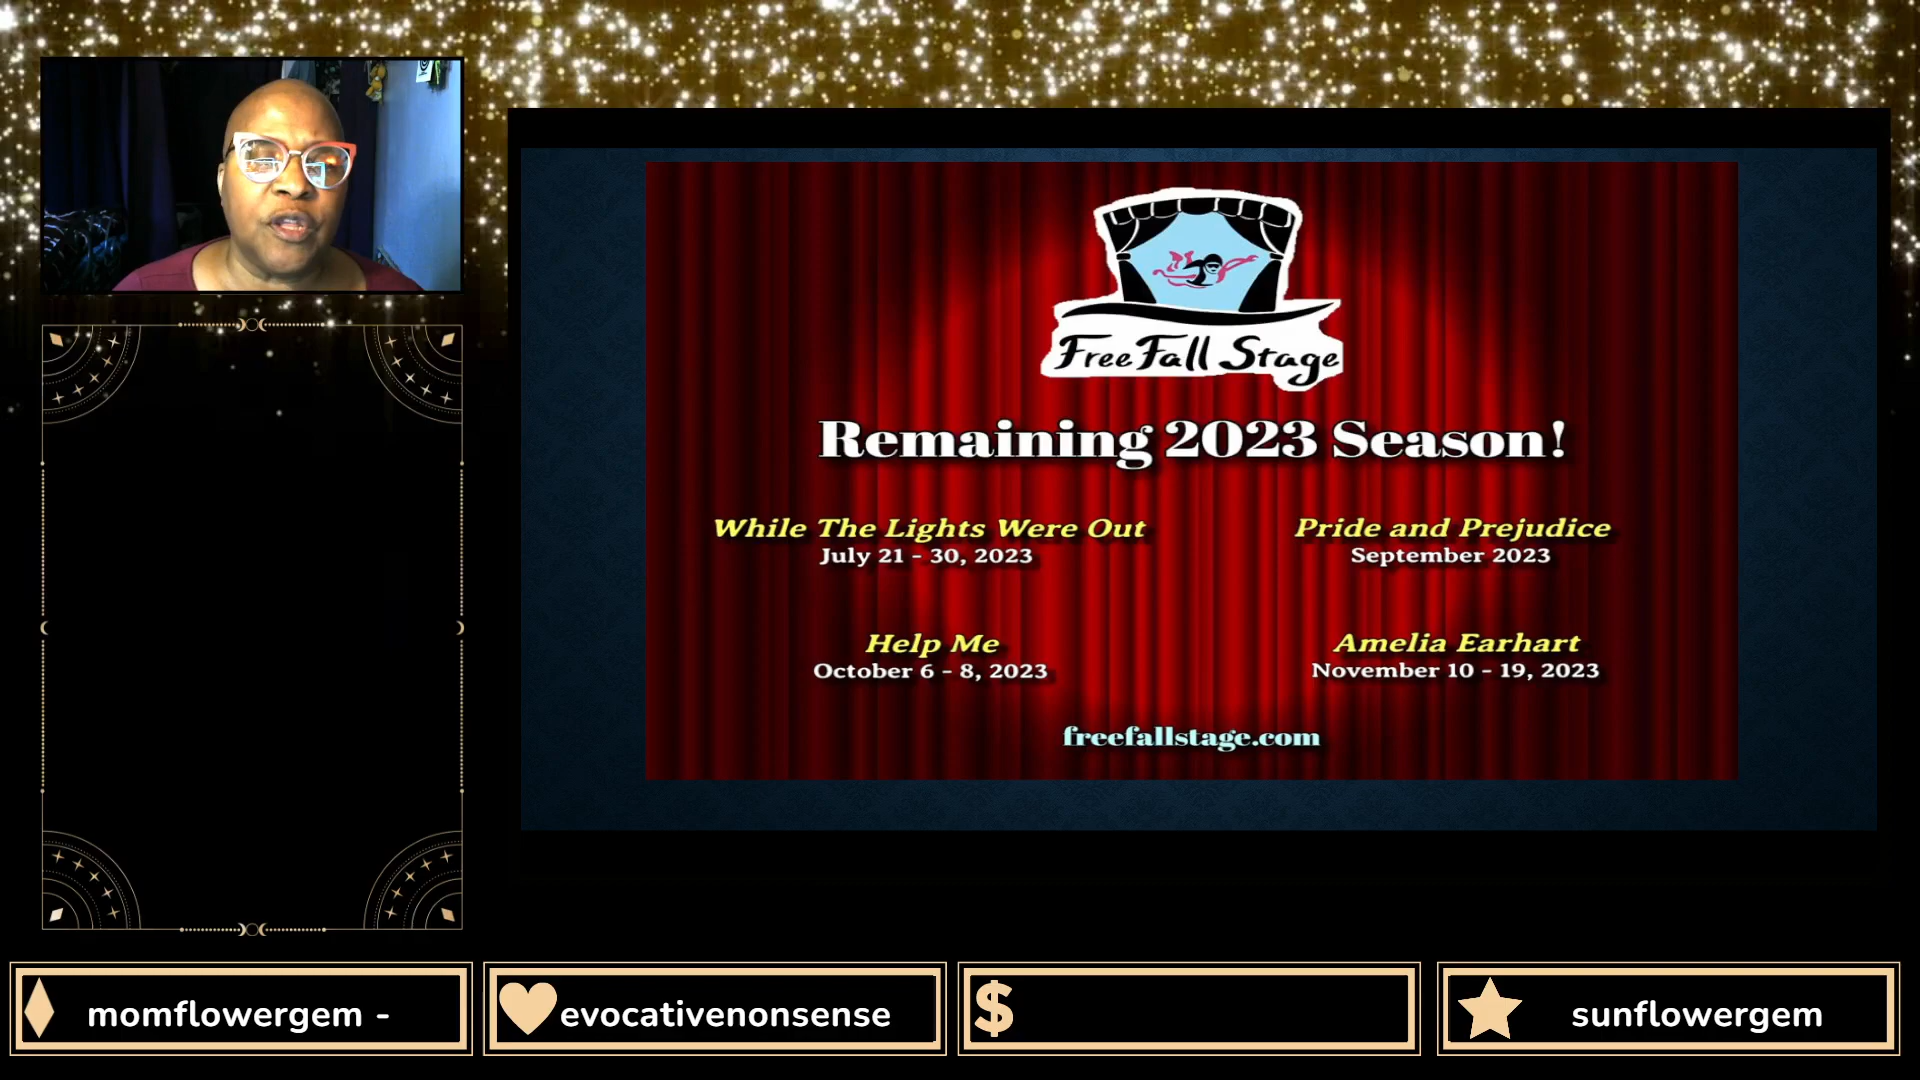 Free Fall Stage
Remaining 2023 Season!
While The Lights Were Out
July 21 - 30, 2023
Pride and Prejudice
September 2023
Help Me
October 6 - 8, 2023
Amelia Earhart
November 10 - 19, 2023
freefallstage.com
momflowergem -
evocativenonsense
$
sunflowergem